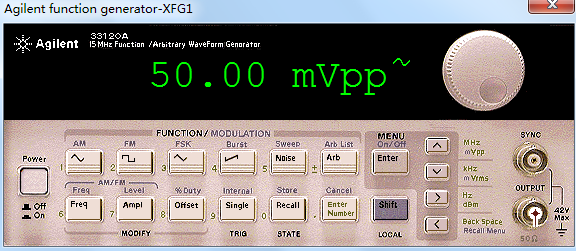 Agilent function generator-XFG1
Agilent
33120A
15 MHz Function / Arbitrary WaveForm Generator
50.00 mVpp~
FUNCTION/ MODULATION
AM FM FSK Burst Sweep Arb List
1 2 3 4 5 ±
Noise Arb
MENU
On/Off
Enter
MHz
mVpp
kHz
mVrms
Hz
dBm
Back Space
Recall Menu
Power
Off
On
AM/FM
Freq Level % Duty Internal Store Cancel
6 7 8 9 0 .
Freq Ampl Offset Single Recall Enter Number
Shift
MODIFY TRIG STATE LOCAL
SYNC
OUTPUT
42V
Max
50Ω